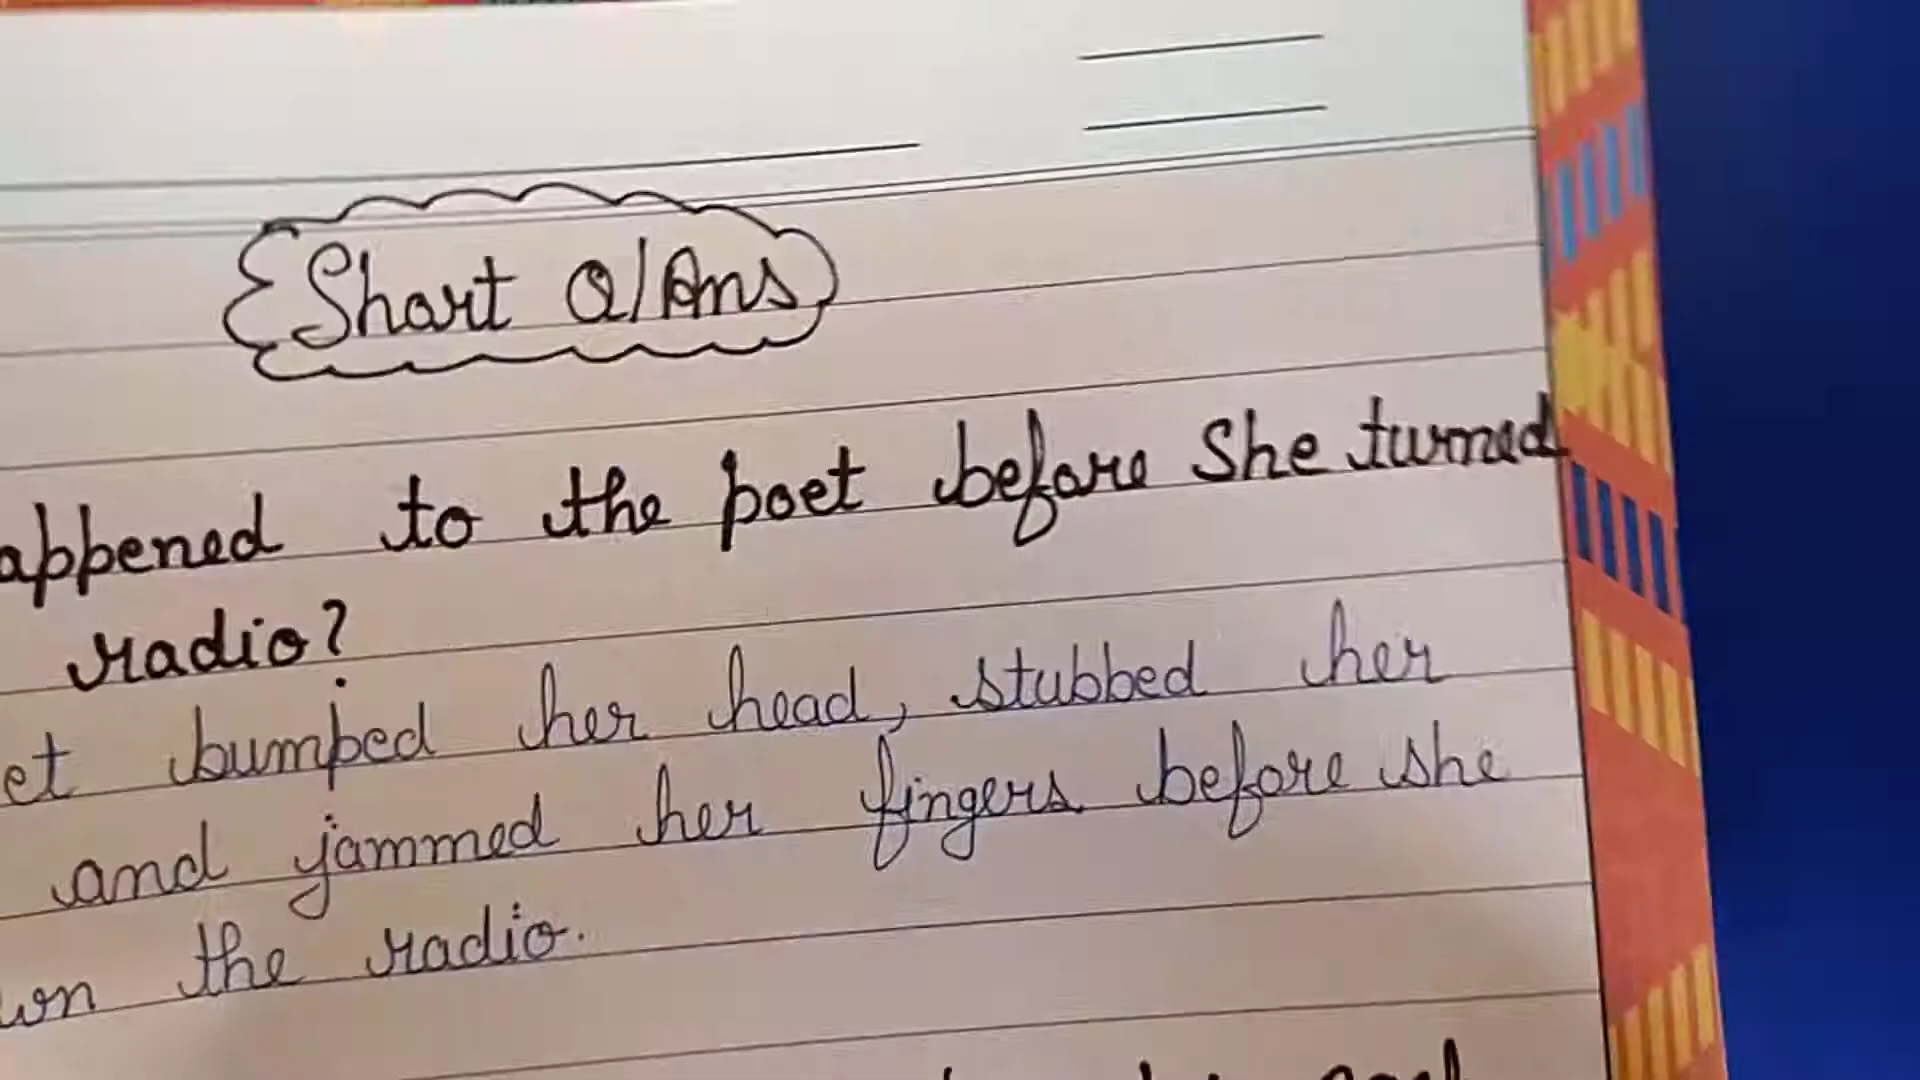 Short Q/Ans
appened to the poet before She turned
radio?
et bumped her head, stubbed her
and jammed her fingers before she
wn the radio.